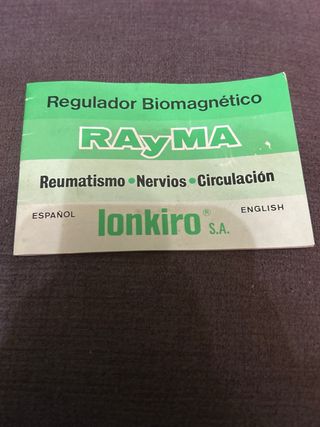 Regulador Biomagnético
RAyMA
Reumatismo • Nervios • Circulación
ESPAÑOL
Ionkiro® S.A.
ENGLISH